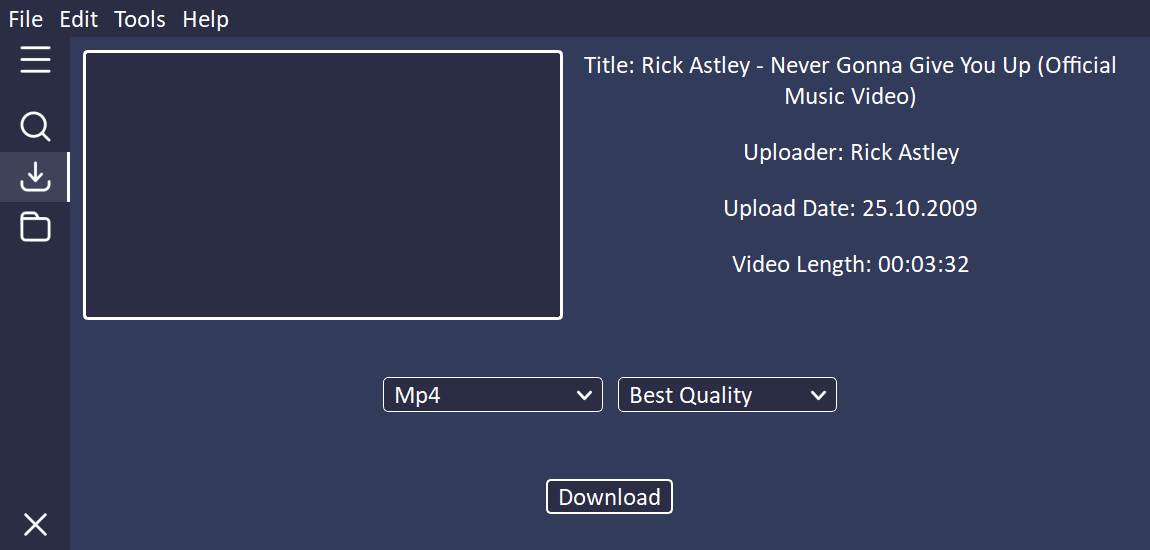 File Edit Tools Help
Title: Rick Astley - Never Gonna Give You Up (Official
Music Video)
Uploader: Rick Astley
Upload Date: 25.10.2009
Video Length: 00:03:32
Mp4 Best Quality
Download